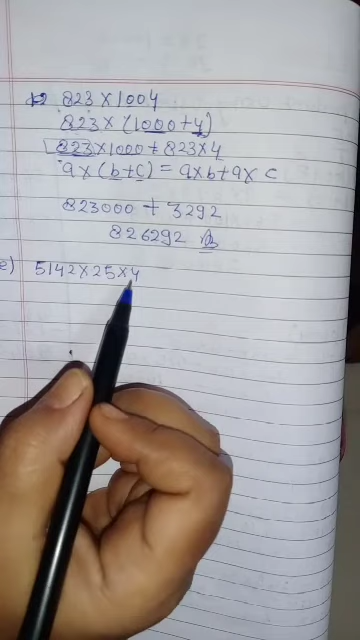 823 × 1004
823 × (1000 + 4)
823 × 1000 + 823 × 4
a × (b + c) = a × b + a × c
823000 + 3292
826292
e) 5142 × 25 × 4